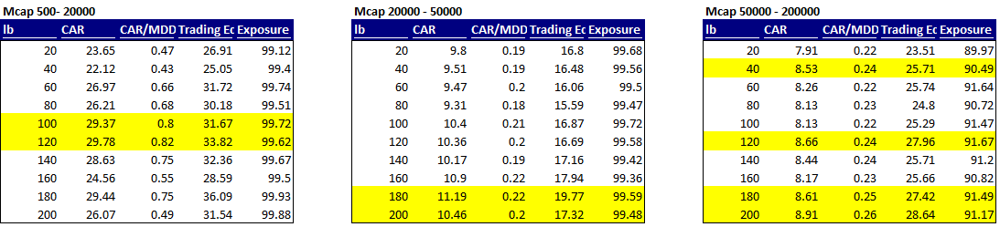 Mcap 500- 20000 Mcap 20000 - 50000 Mcap 50000 - 200000
lb CAR CAR/MDD Trading Ec Exposure lb CAR CAR/MDD Trading Ec Exposure lb CAR CAR/MDD Trading Ec Exposure
20 23.65 0.47 26.91 99.12 20 9.8 0.19 16.8 99.68 20 7.91 0.22 23.51 89.97
40 22.12 0.43 25.05 99.4 40 9.51 0.19 16.48 99.56 40 8.53 0.24 25.71 90.49
60 26.97 0.66 31.72 99.74 60 9.47 0.2 16.06 99.5 60 8.26 0.22 25.74 91.64
80 26.21 0.68 30.18 99.51 80 9.31 0.18 15.59 99.47 80 8.13 0.23 24.8 90.72
100 29.37 0.8 31.67 99.72 100 10.4 0.21 16.87 99.72 100 8.13 0.22 25.29 91.47
120 29.78 0.82 33.82 99.62 120 10.36 0.2 16.69 99.58 120 8.66 0.24 27.96 91.67
140 28.63 0.75 32.36 99.67 140 10.17 0.19 17.16 99.42 140 8.44 0.24 25.71 91.2
160 24.56 0.55 28.59 99.5 160 10.9 0.22 17.94 99.36 160 8.17 0.23 25.66 90.82
180 29.44 0.75 36.09 99.93 180 11.19 0.22 19.77 99.59 180 8.61 0.25 27.42 91.49
200 26.07 0.49 31.54 99.88 200 10.46 0.2 17.32 99.48 200 8.91 0.26 28.64 91.17